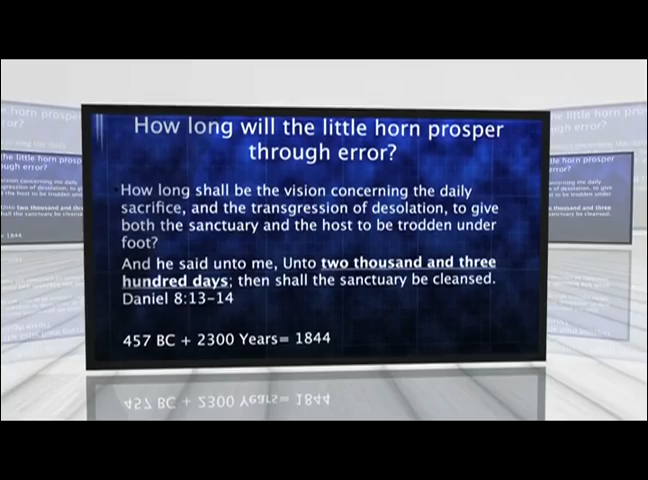 How long will the little horn prosper
through error?
How long shall be the vision concerning the daily
sacrifice, and the transgression of desolation, to give
both the sanctuary and the host to be trodden under
foot?
And he said unto me, Unto two thousand and three
hundred days; then shall the sanctuary be cleansed.
Daniel 8:13-14
457 BC + 2300 Years= 1844